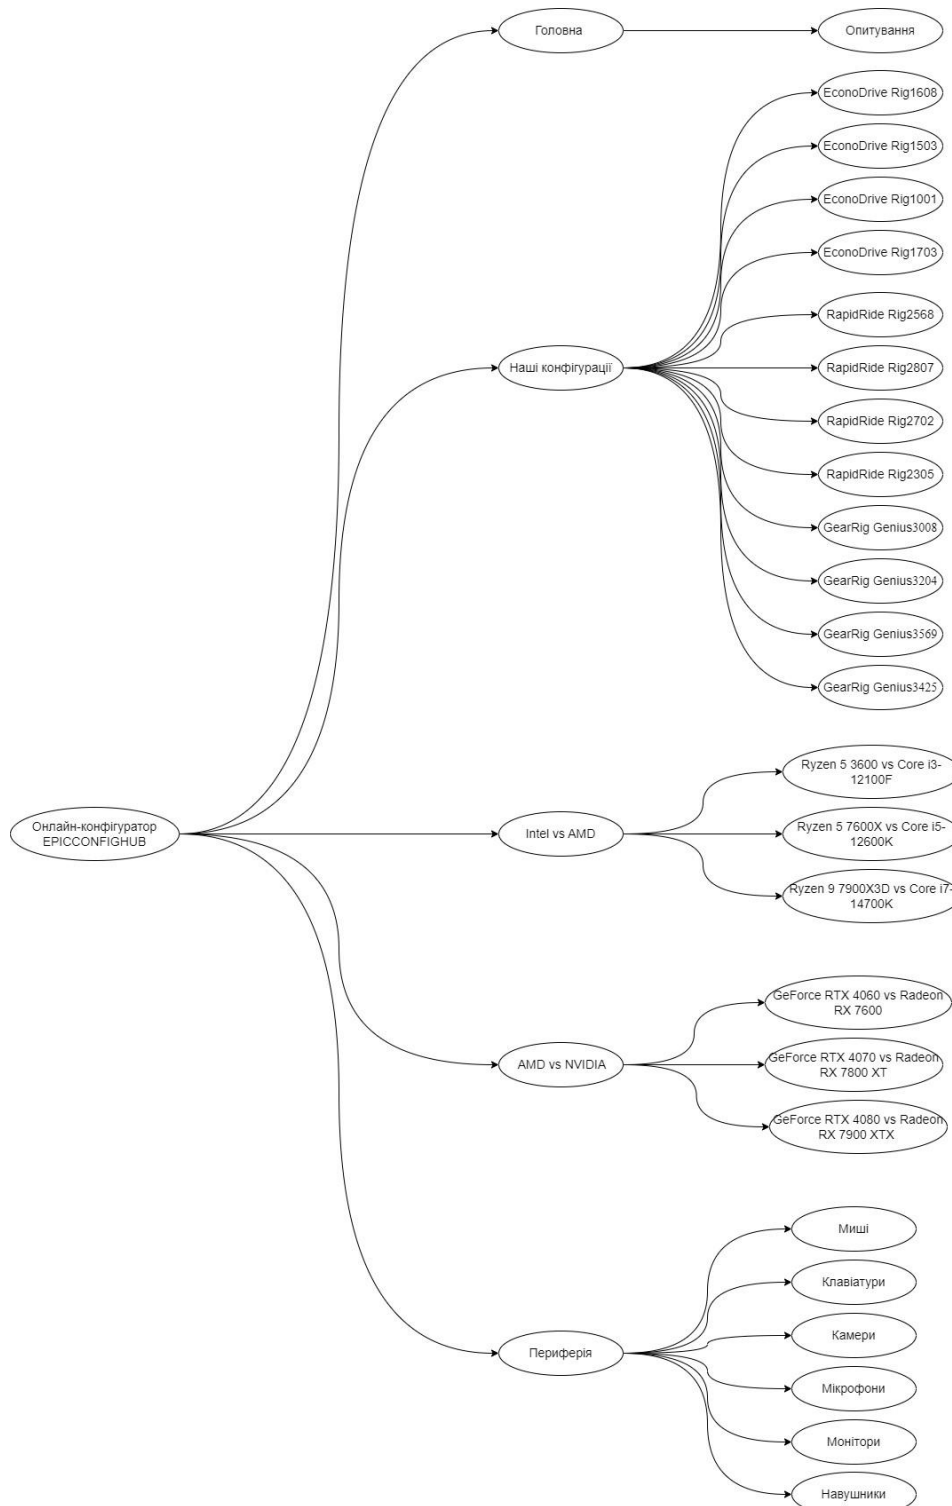 Головна
Опитування
EconoDrive Rig1608
EconoDrive Rig1503
EconoDrive Rig1001
EconoDrive Rig1703
RapidRide Rig2568
Наші конфігурації
RapidRide Rig2807
RapidRide Rig2702
RapidRide Rig2305
GearRig Genius3008
GearRig Genius3204
GearRig Genius3569
GearRig Genius3425
Онлайн-конфігуратор
EPICCONFIGHUB
Intel vs AMD
Ryzen 5 3600 vs Core i3-
12100F
Ryzen 5 7600X vs Core i5-
12600K
Ryzen 9 7900X3D vs Core i7-
14700K
AMD vs NVIDIA
GeForce RTX 4060 vs Radeon
RX 7600
GeForce RTX 4070 vs Radeon
RX 7800 XT
GeForce RTX 4080 vs Radeon
RX 7900 XTX
Периферія
Миші
Клавіатури
Камери
Мікрофони
Монітори
Навушники